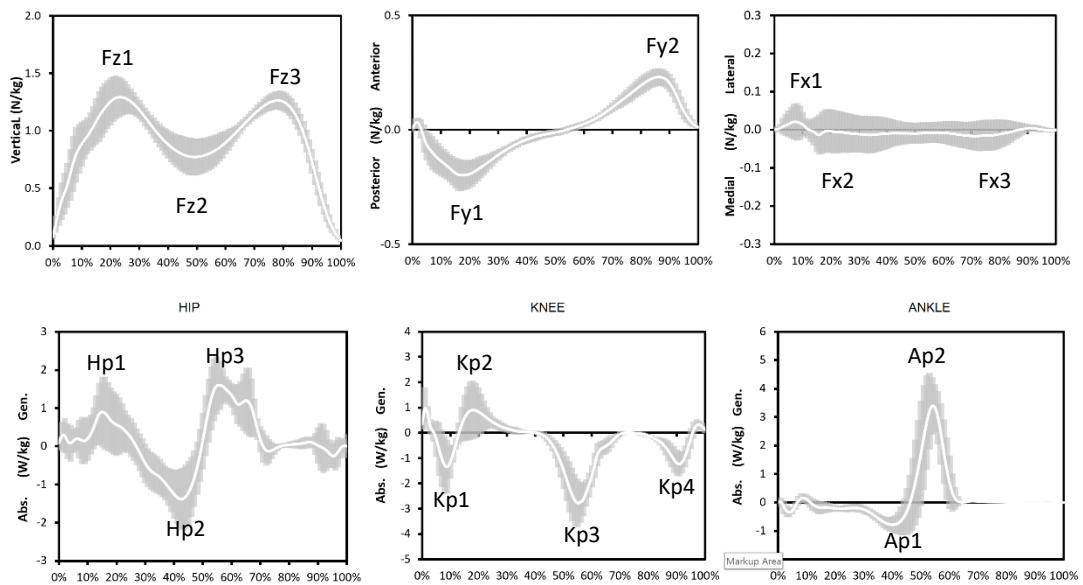 2.0
1.5
1.0
0.5
0.0
Vertical (N/kg)
Fz1
Fz2
Fz3
0% 10% 20% 30% 40% 50% 60% 70% 80% 90% 100%
0.5
0.0
-0.5
Posterior (N/kg) Anterior
Fy1
Fy2
0% 10% 20% 30% 40% 50% 60% 70% 80% 90% 100%
0.3
0.2
0.1
0.0
-0.1
-0.2
-0.3
Medial (N/kg) Lateral
Fx1
Fx2
Fx3
0% 10% 20% 30% 40% 50% 60% 70% 80% 90% 100%
HIP
3
2
1
0
-1
-2
-3
Abs. (W/kg) Gen.
Hp1
Hp2
Hp3
0% 10% 20% 30% 40% 50% 60% 70% 80% 90% 100%
KNEE
4
3
2
1
0
-1
-2
-3
-4
-5
Abs. (W/kg) Gen.
Kp1
Kp2
Kp3
Kp4
0% 10% 20% 30% 40% 50% 60% 70% 80% 90% 100%
ANKLE
6
5
4
3
2
1
0
-1
Abs. (W/kg) Gen.
Ap1
Ap2
Markup Area
0% 10% 20% 30% 40% 50% 60% 70% 80% 90% 100%